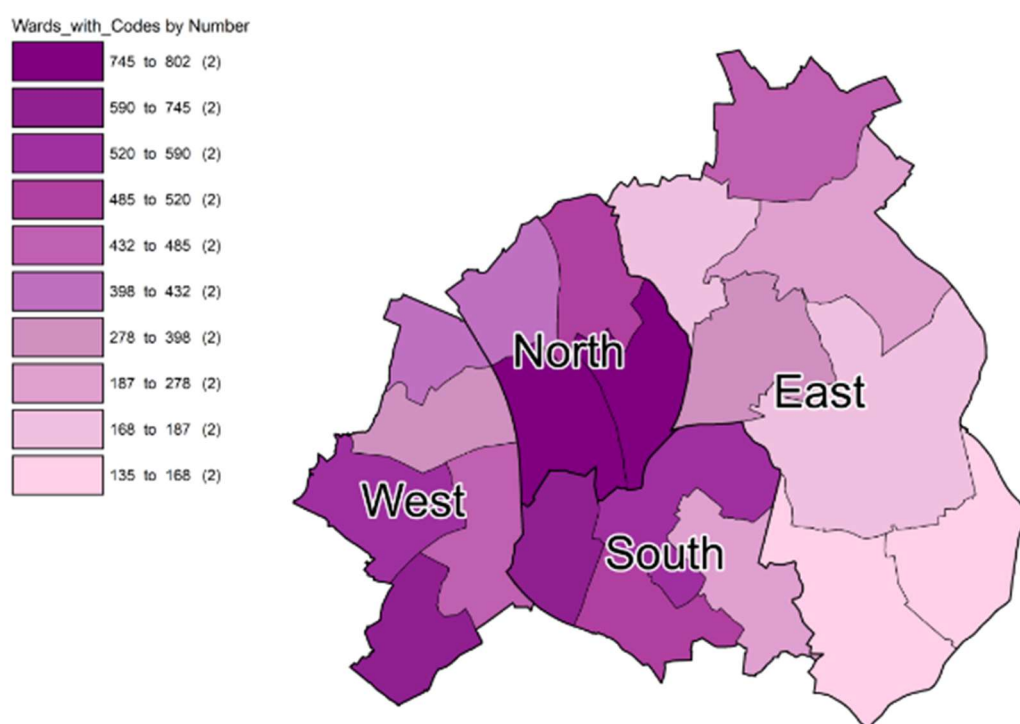 Wards_with_Codes by Number
745 to 802 (2)
590 to 745 (2)
520 to 590 (2)
485 to 520 (2)
432 to 485 (2)
398 to 432 (2)
278 to 398 (2)
187 to 278 (2)
168 to 187 (2)
135 to 168 (2)
North
East
West
South